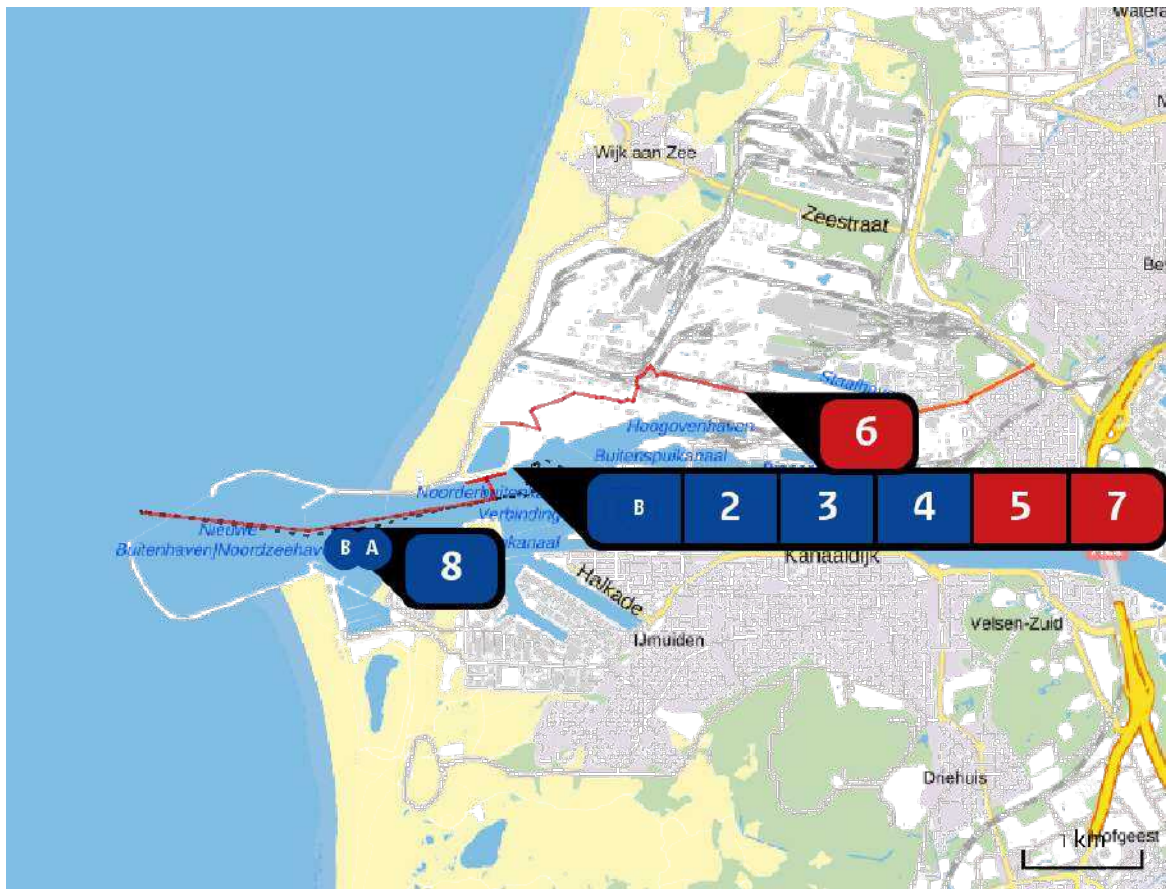 Wijk aan Zee
Zeestraat
Hoogovenhaven
6
Buitenspuikanaal
B
2
3
4
5
7
Verbinding
Nieuwe
Buitenhaven|Noordzeehav
B
A
8
Kanaaldijk
Halkade
IJmuiden
Velsen-Zuid
Driehuis
1 km